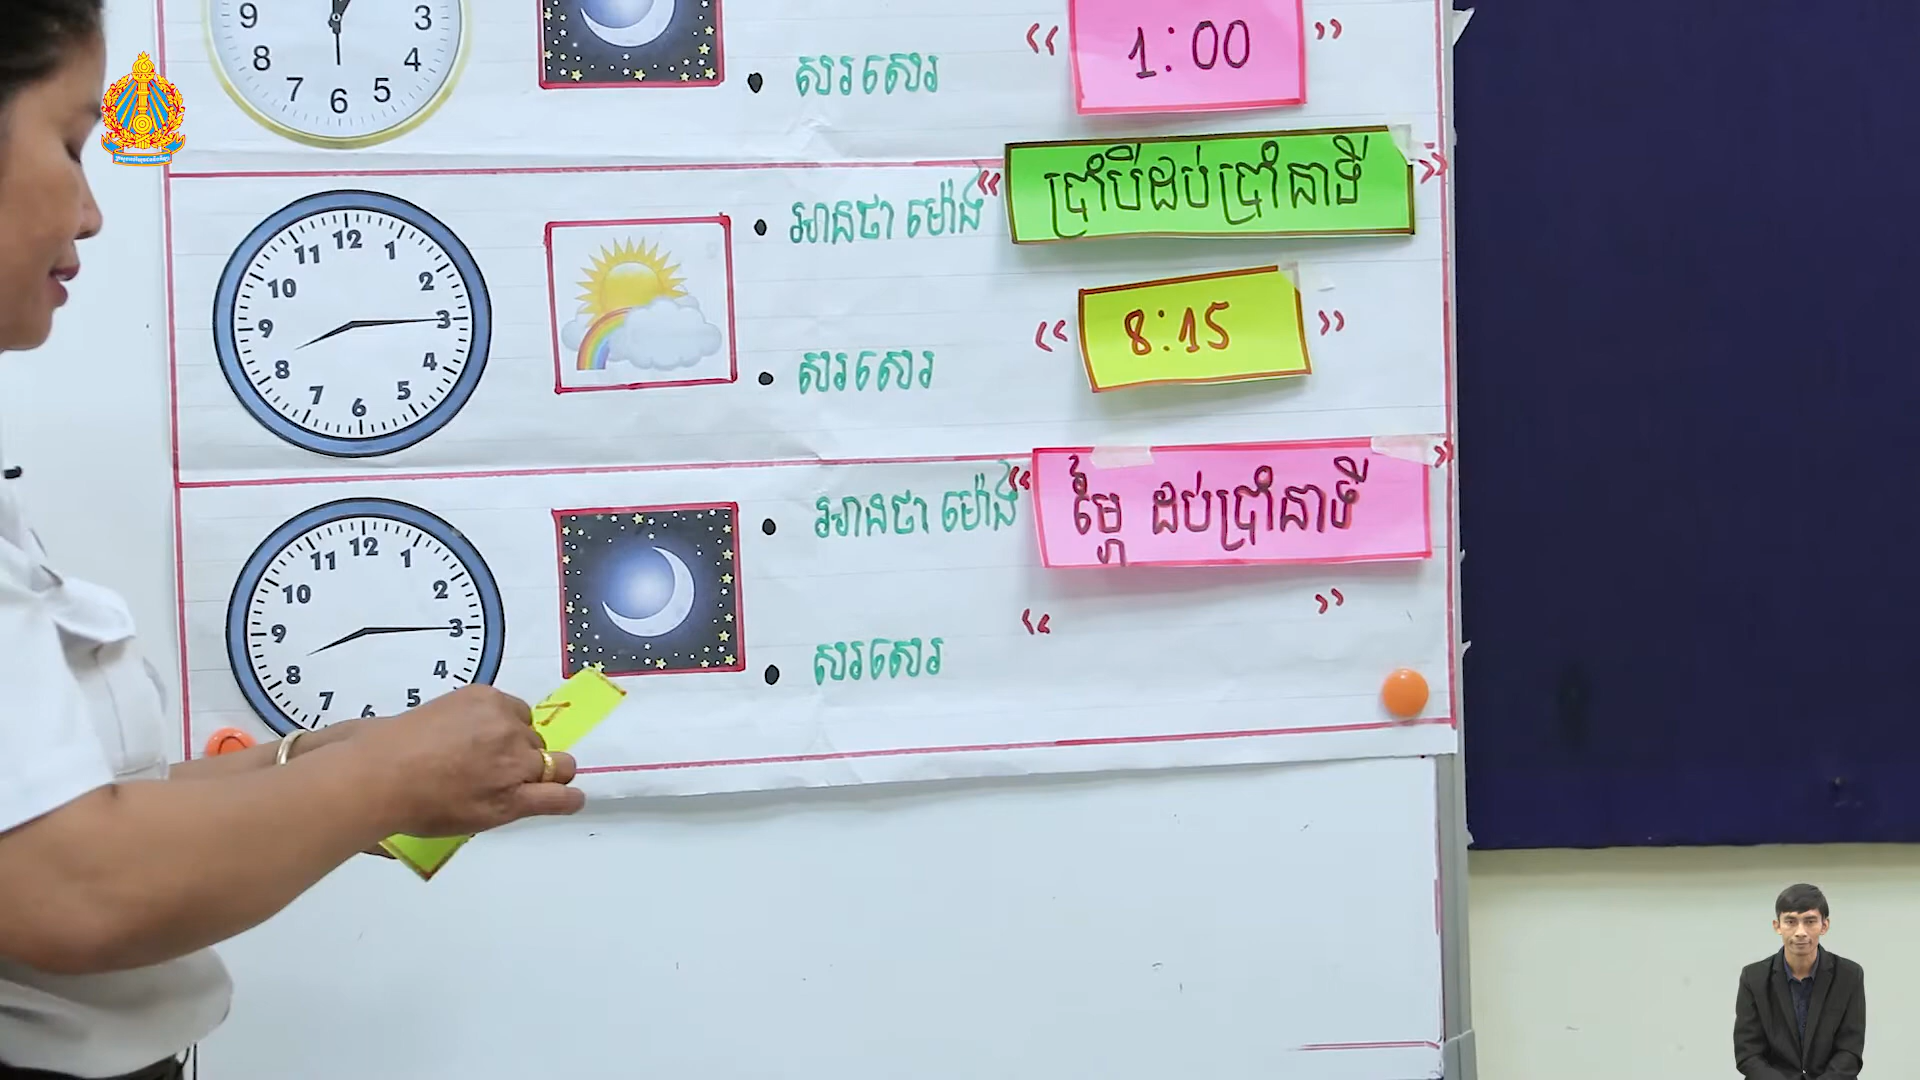 9 3
8 4
7 6 5
• សរសេរ « 1:00 »
• អានថា ម៉ោង « ប្រាំបីដប់ប្រាំនាទី »
11 12 1
10 2
9 3
8 4
7 6 5
• សរសេរ « 8:15 »
• អានថា ម៉ោង « ម្ភៃ ដប់ប្រាំនាទី »
11 12 1
10 2
9 3
8 4
7 6 5
• សរសេរ « »